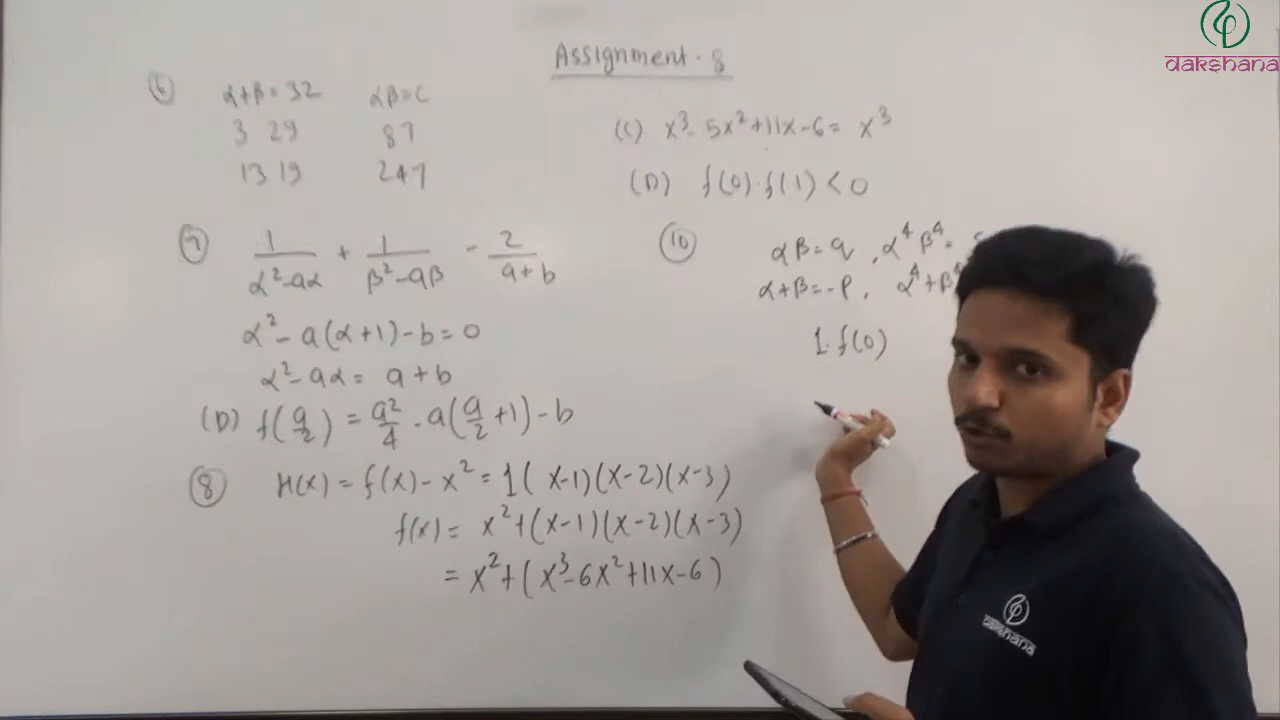 dakshana
Assignment - 8
(6) α+β = 32 αβ = C
3 29 87
13 19 247
(7) 1/(α²-aα) + 1/(β²-aβ) - 2/(a+b)
α² - a(α+1) - b = 0
α² - aα = a+b
(D) f(a/2) = a²/4 - a(a/2 + 1) - b
(8) H(x) = f(x) - x² = 1(x-1)(x-2)(x-3)
f(x) = x² + (x-1)(x-2)(x-3)
= x² + (x³ - 6x² + 11x - 6)
(C) x³ - 5x² + 11x - 6 = x³
(D) f(0).f(1) < 0
(10) αβ = q , α⁴β⁴ =
α+β = -p , α⁴+β⁴
1. f(0)
dakshana